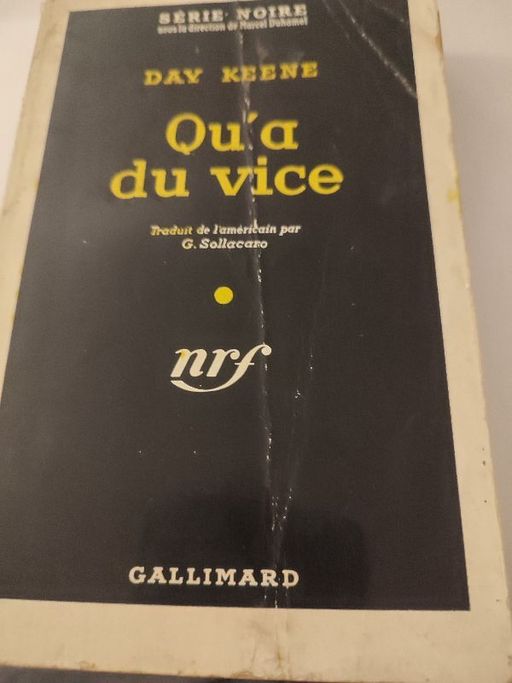 SÉRIE NOIRE
sous la direction de Marcel Duhamel
DAY KEENE
Qu'a
du vice
Traduit de l'américain par
G. Sollacaro
nrf
GALLIMARD